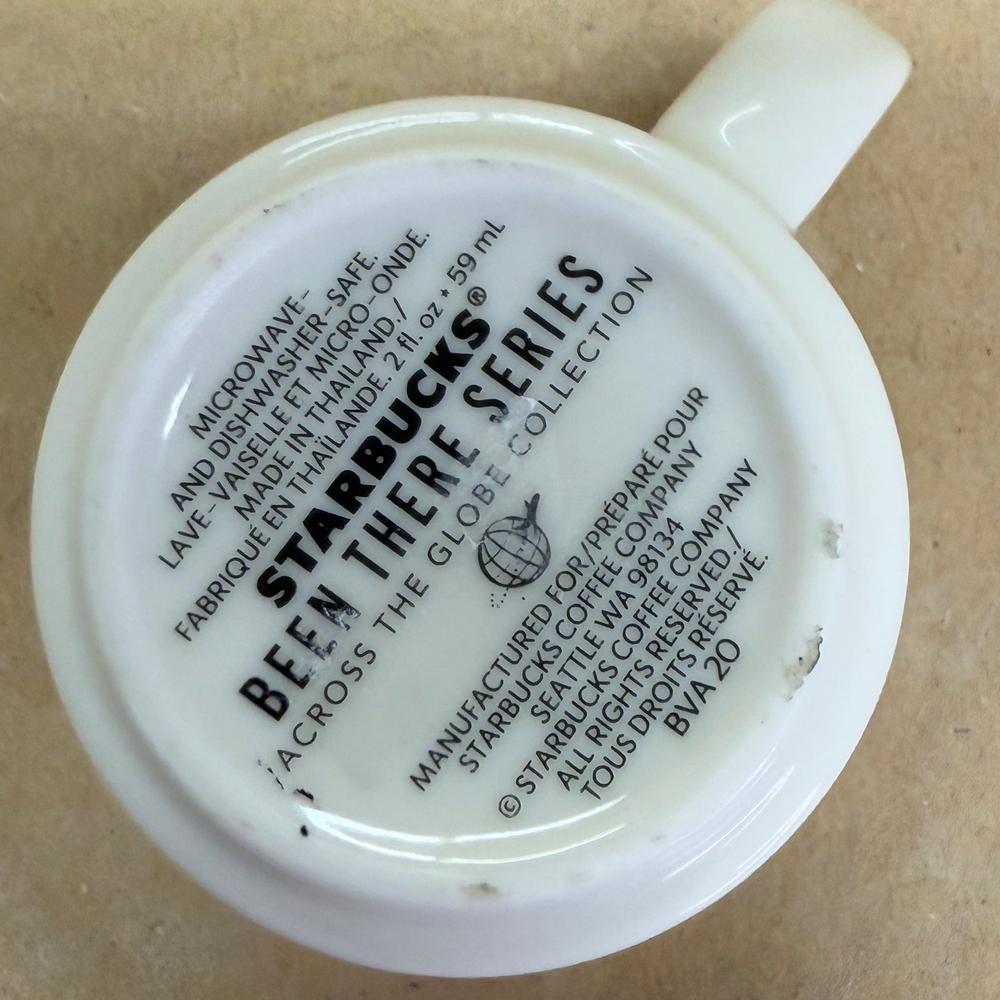 MICROWAVE-
AND DISHWASHER-SAFE.
LAVE-VAISELLE ET MICRO-ONDE.
MADE IN THAILAND /
FABRIQUÉ EN THAÏLANDE. 2 fl. oz • 59 mL
STARBUCKS®
BEEN THERE SERIES
ACROSS THE GLOBE COLLECTION
MANUFACTURED FOR/PRÉPARÉ POUR
STARBUCKS COFFEE COMPANY
SEATTLE WA 98134
© STARBUCKS COFFEE COMPANY
ALL RIGHTS RESERVED./
TOUS DROITS RÉSERVÉ.
BVA 20